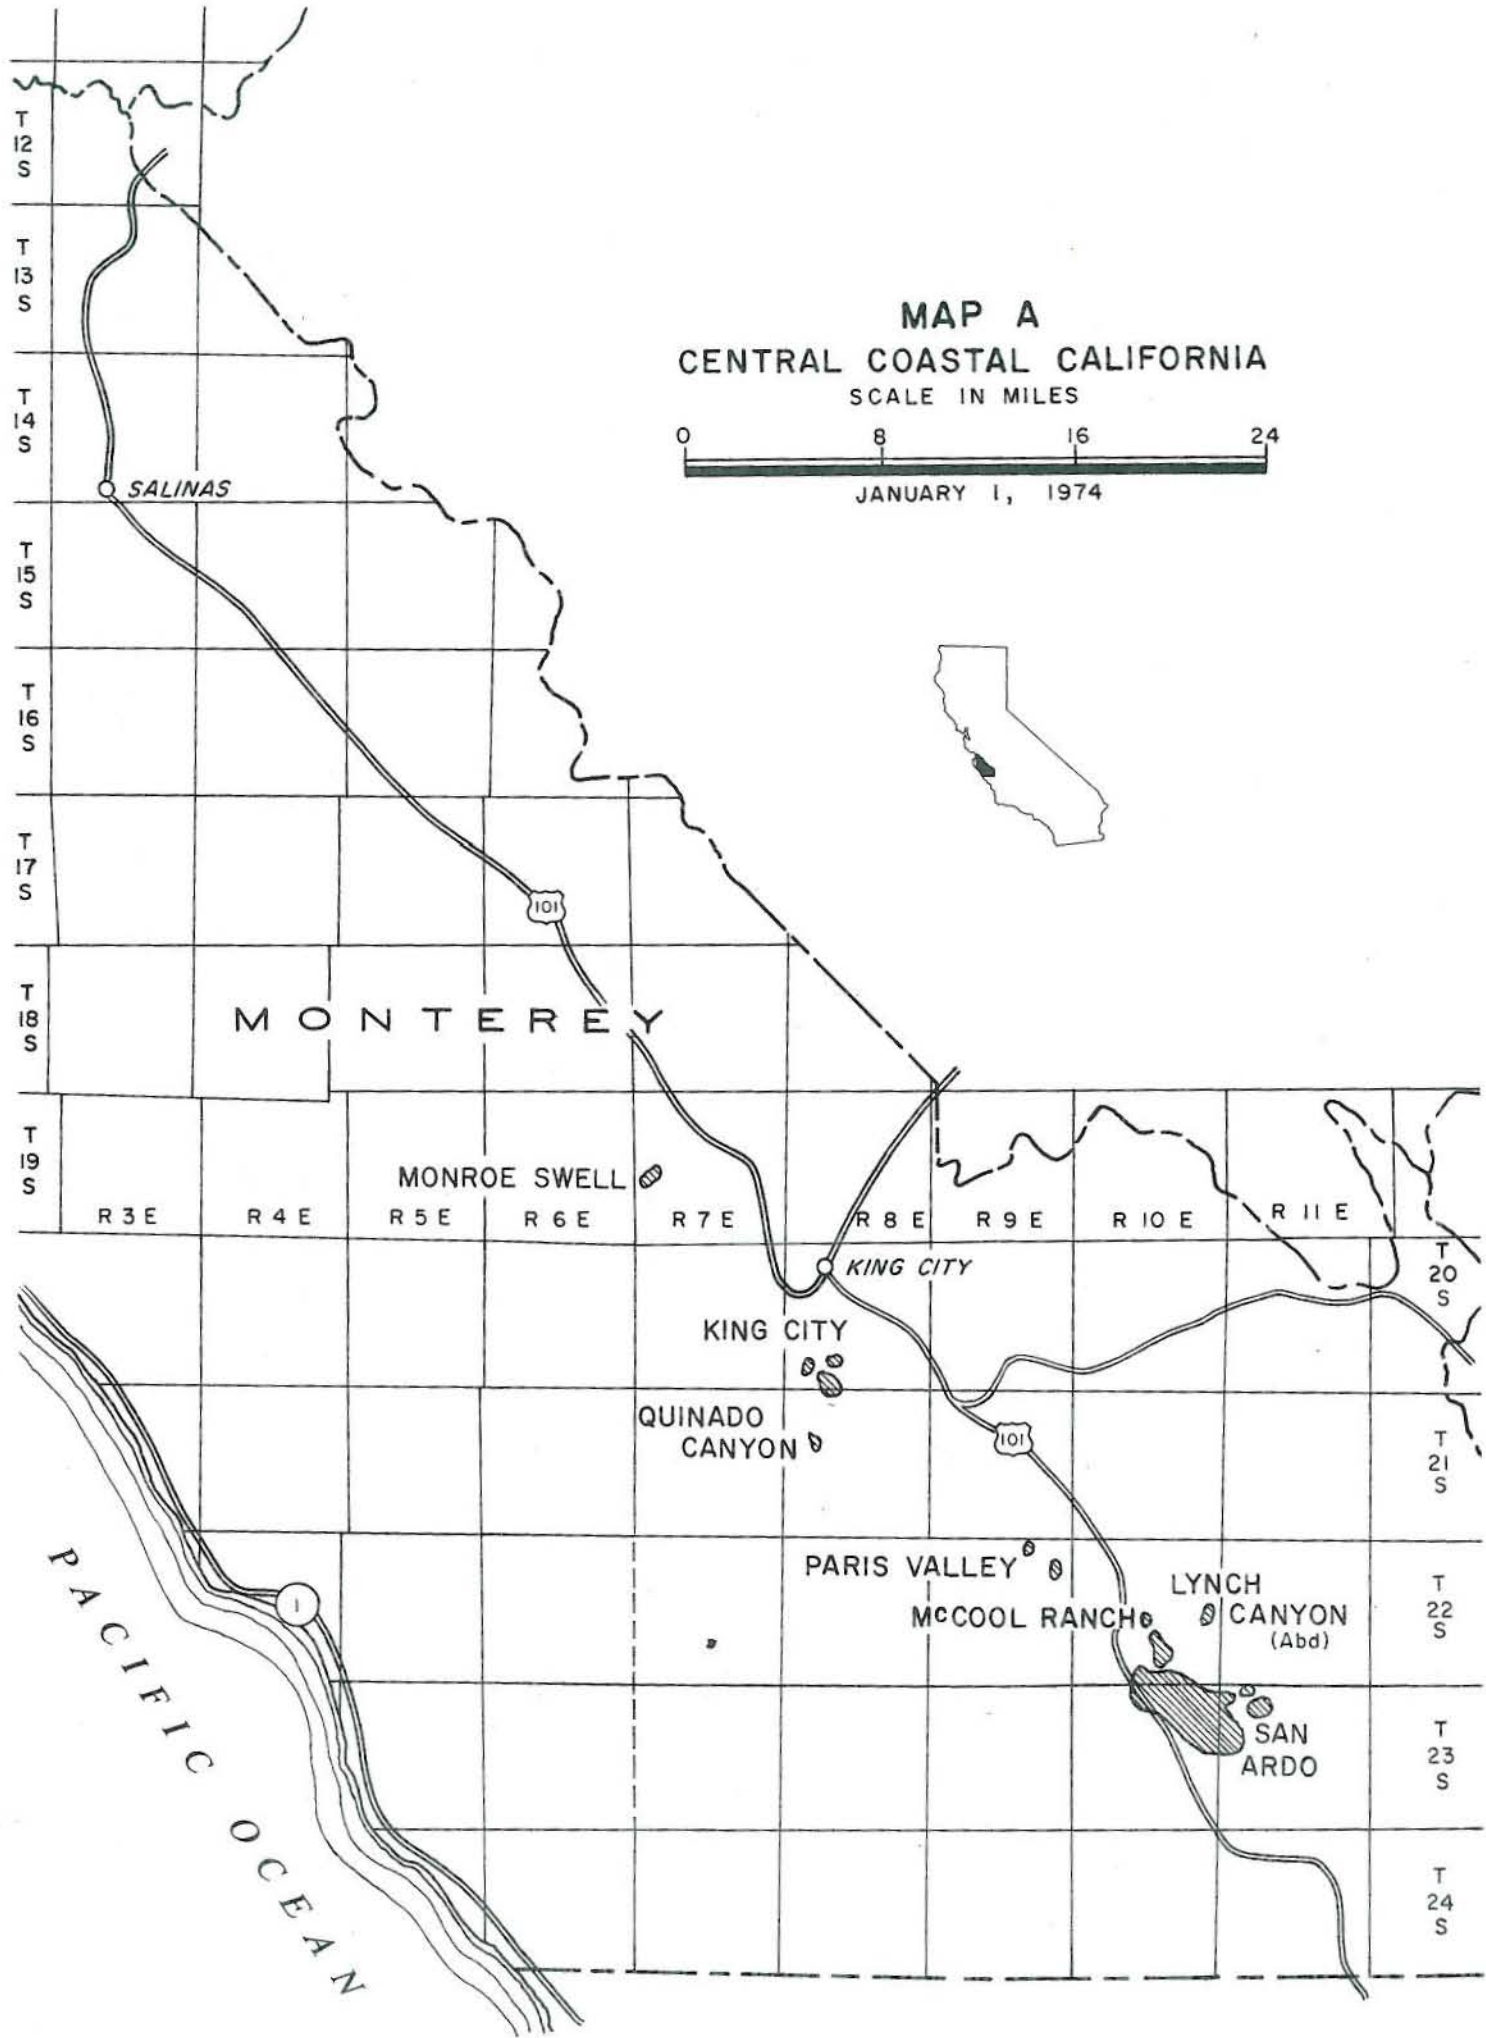 MAP A
CENTRAL COASTAL CALIFORNIA
SCALE IN MILES
0 8 16 24
JANUARY 1, 1974
T
12
S
T
13
S
T
14
S
SALINAS
T
15
S
T
16
S
T
17
S
101
T
18
S
MONTEREY
T
19
S
MONROE SWELL
R 3 E R 4 E R 5 E R 6 E R 7 E R 8 E R 9 E R 10 E R 11 E
KING CITY
T
20
S
KING CITY
QUINADO
CANYON
101
T
21
S
PARIS VALLEY
LYNCH
CANYON
(Abd)
McCOOL RANCH
T
22
S
1
SAN
ARDO
T
23
S
PACIFIC OCEAN
T
24
S